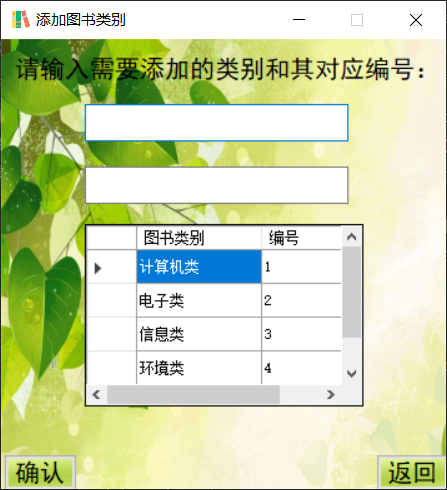 添加图书类别
请输入需要添加的类别和其对应编号：
图书类别 编号
计算机类 1
电子类 2
信息类 3
环境类 4
确认 返回